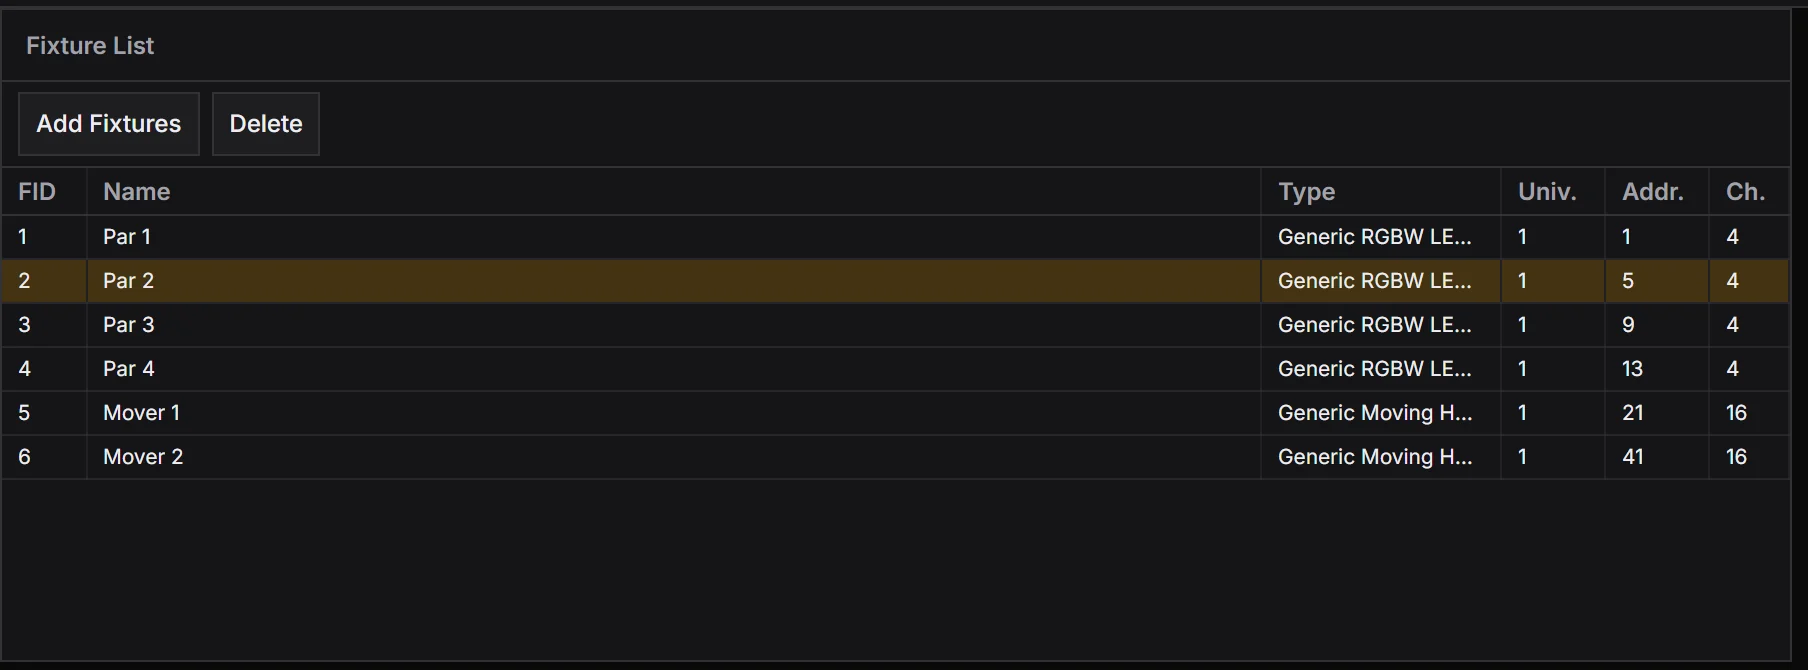 Fixture List
Add Fixtures Delete
FID Name Type Univ. Addr. Ch.
1 Par 1 Generic RGBW LE... 1 1 4
2 Par 2 Generic RGBW LE... 1 5 4
3 Par 3 Generic RGBW LE... 1 9 4
4 Par 4 Generic RGBW LE... 1 13 4
5 Mover 1 Generic Moving H... 1 21 16
6 Mover 2 Generic Moving H... 1 41 16